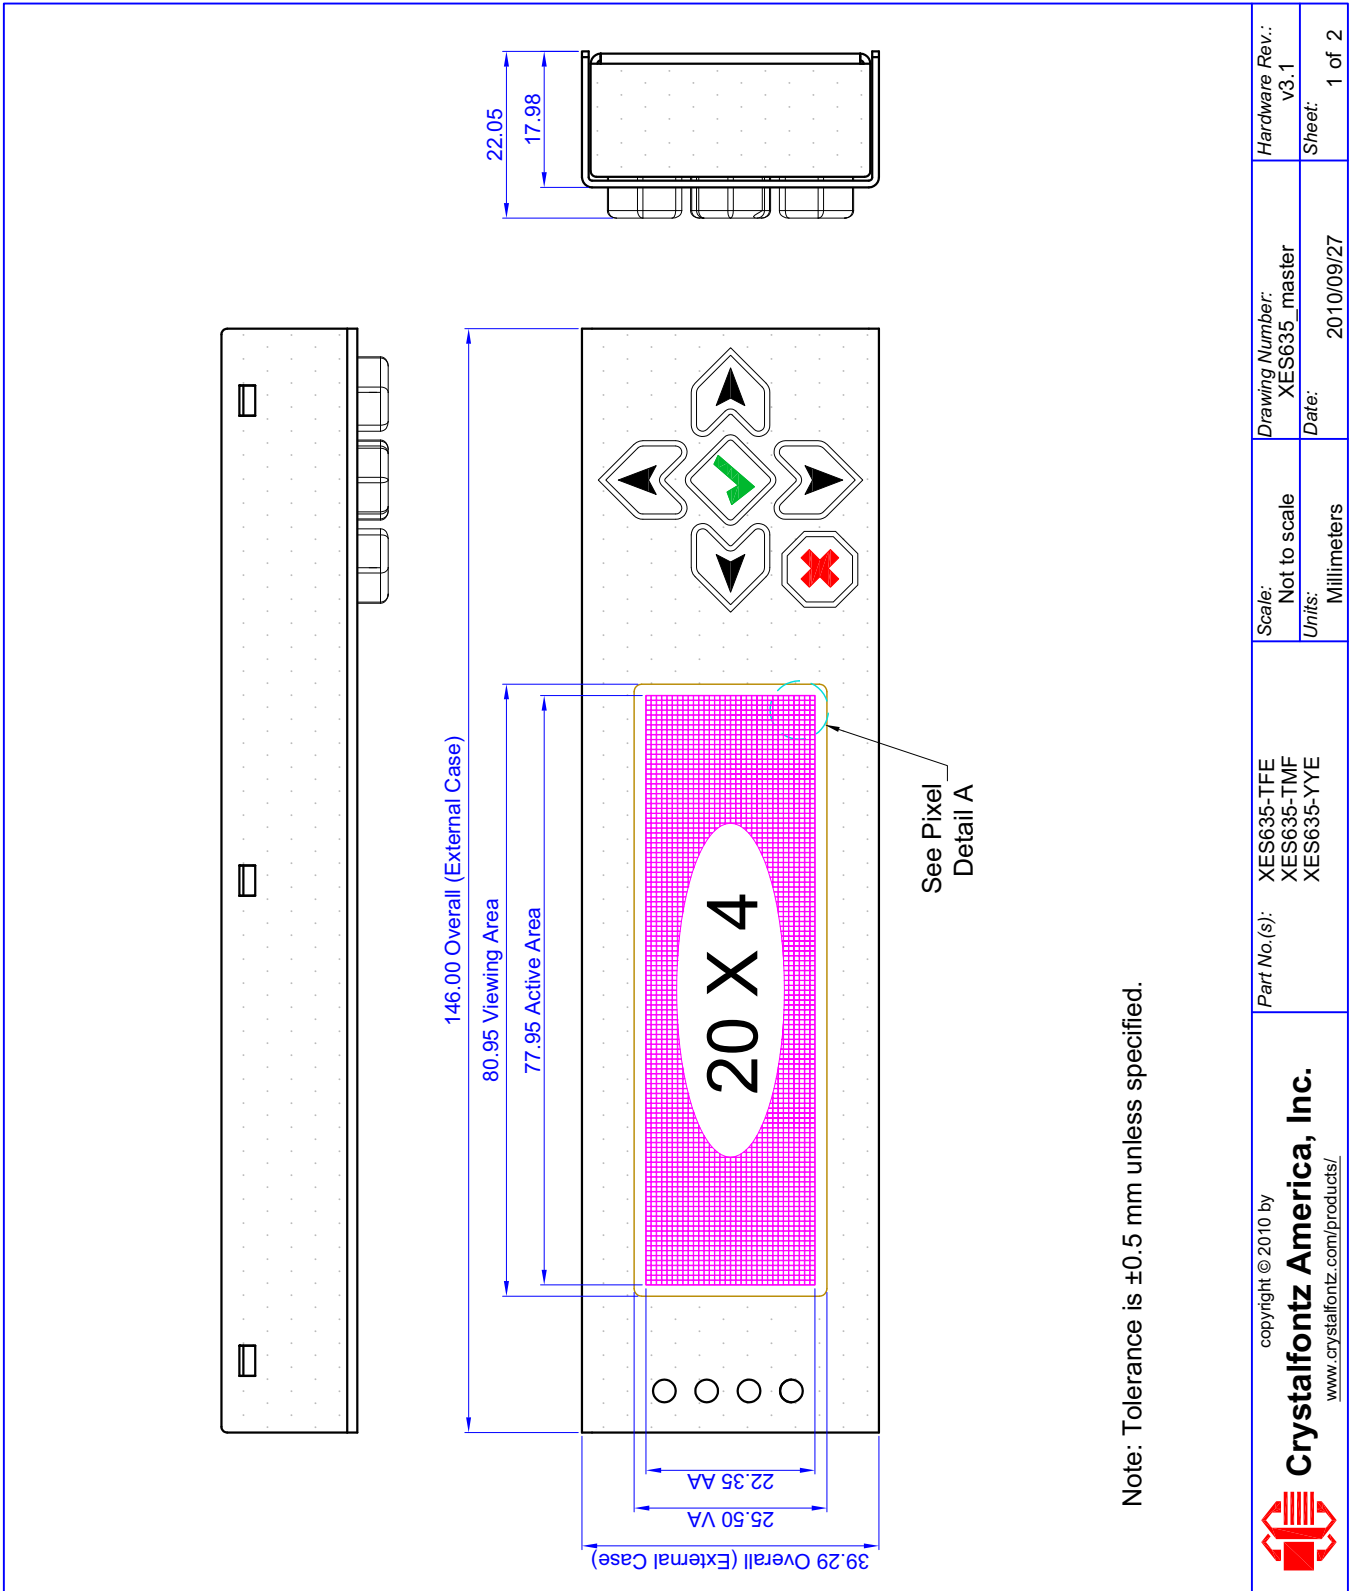 22.05
17.98
146.00 Overall (External Case)
80.95 Viewing Area
77.95 Active Area
20 X 4
See Pixel
Detail A
22.35 AA
25.50 VA
39.29 Overall (External Case)
Note: Tolerance is ±0.5 mm unless specified.
copyright © 2010 by
Crystalfontz America, Inc.
www.crystalfontz.com/products/
Part No.(s):
XES635-TFE
XES635-TMF
XES635-YYE
Scale:
Not to scale
Units:
Millimeters
Drawing Number:
XES635_master
Date:
2010/09/27
Hardware Rev.:
v3.1
Sheet:
1 of 2